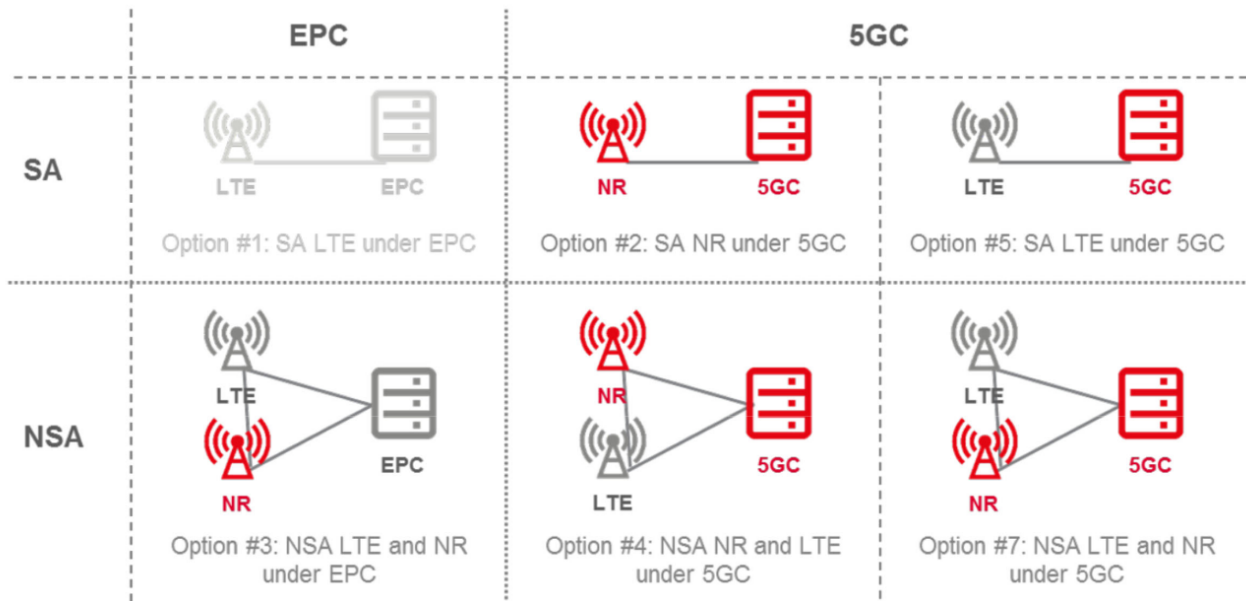 EPC
5GC
SA
LTE
EPC
Option #1: SA LTE under EPC
NR
5GC
Option #2: SA NR under 5GC
LTE
5GC
Option #5: SA LTE under 5GC
NSA
LTE
NR
EPC
Option #3: NSA LTE and NR
under EPC
NR
LTE
5GC
Option #4: NSA NR and LTE
under 5GC
LTE
NR
5GC
Option #7: NSA LTE and NR
under 5GC